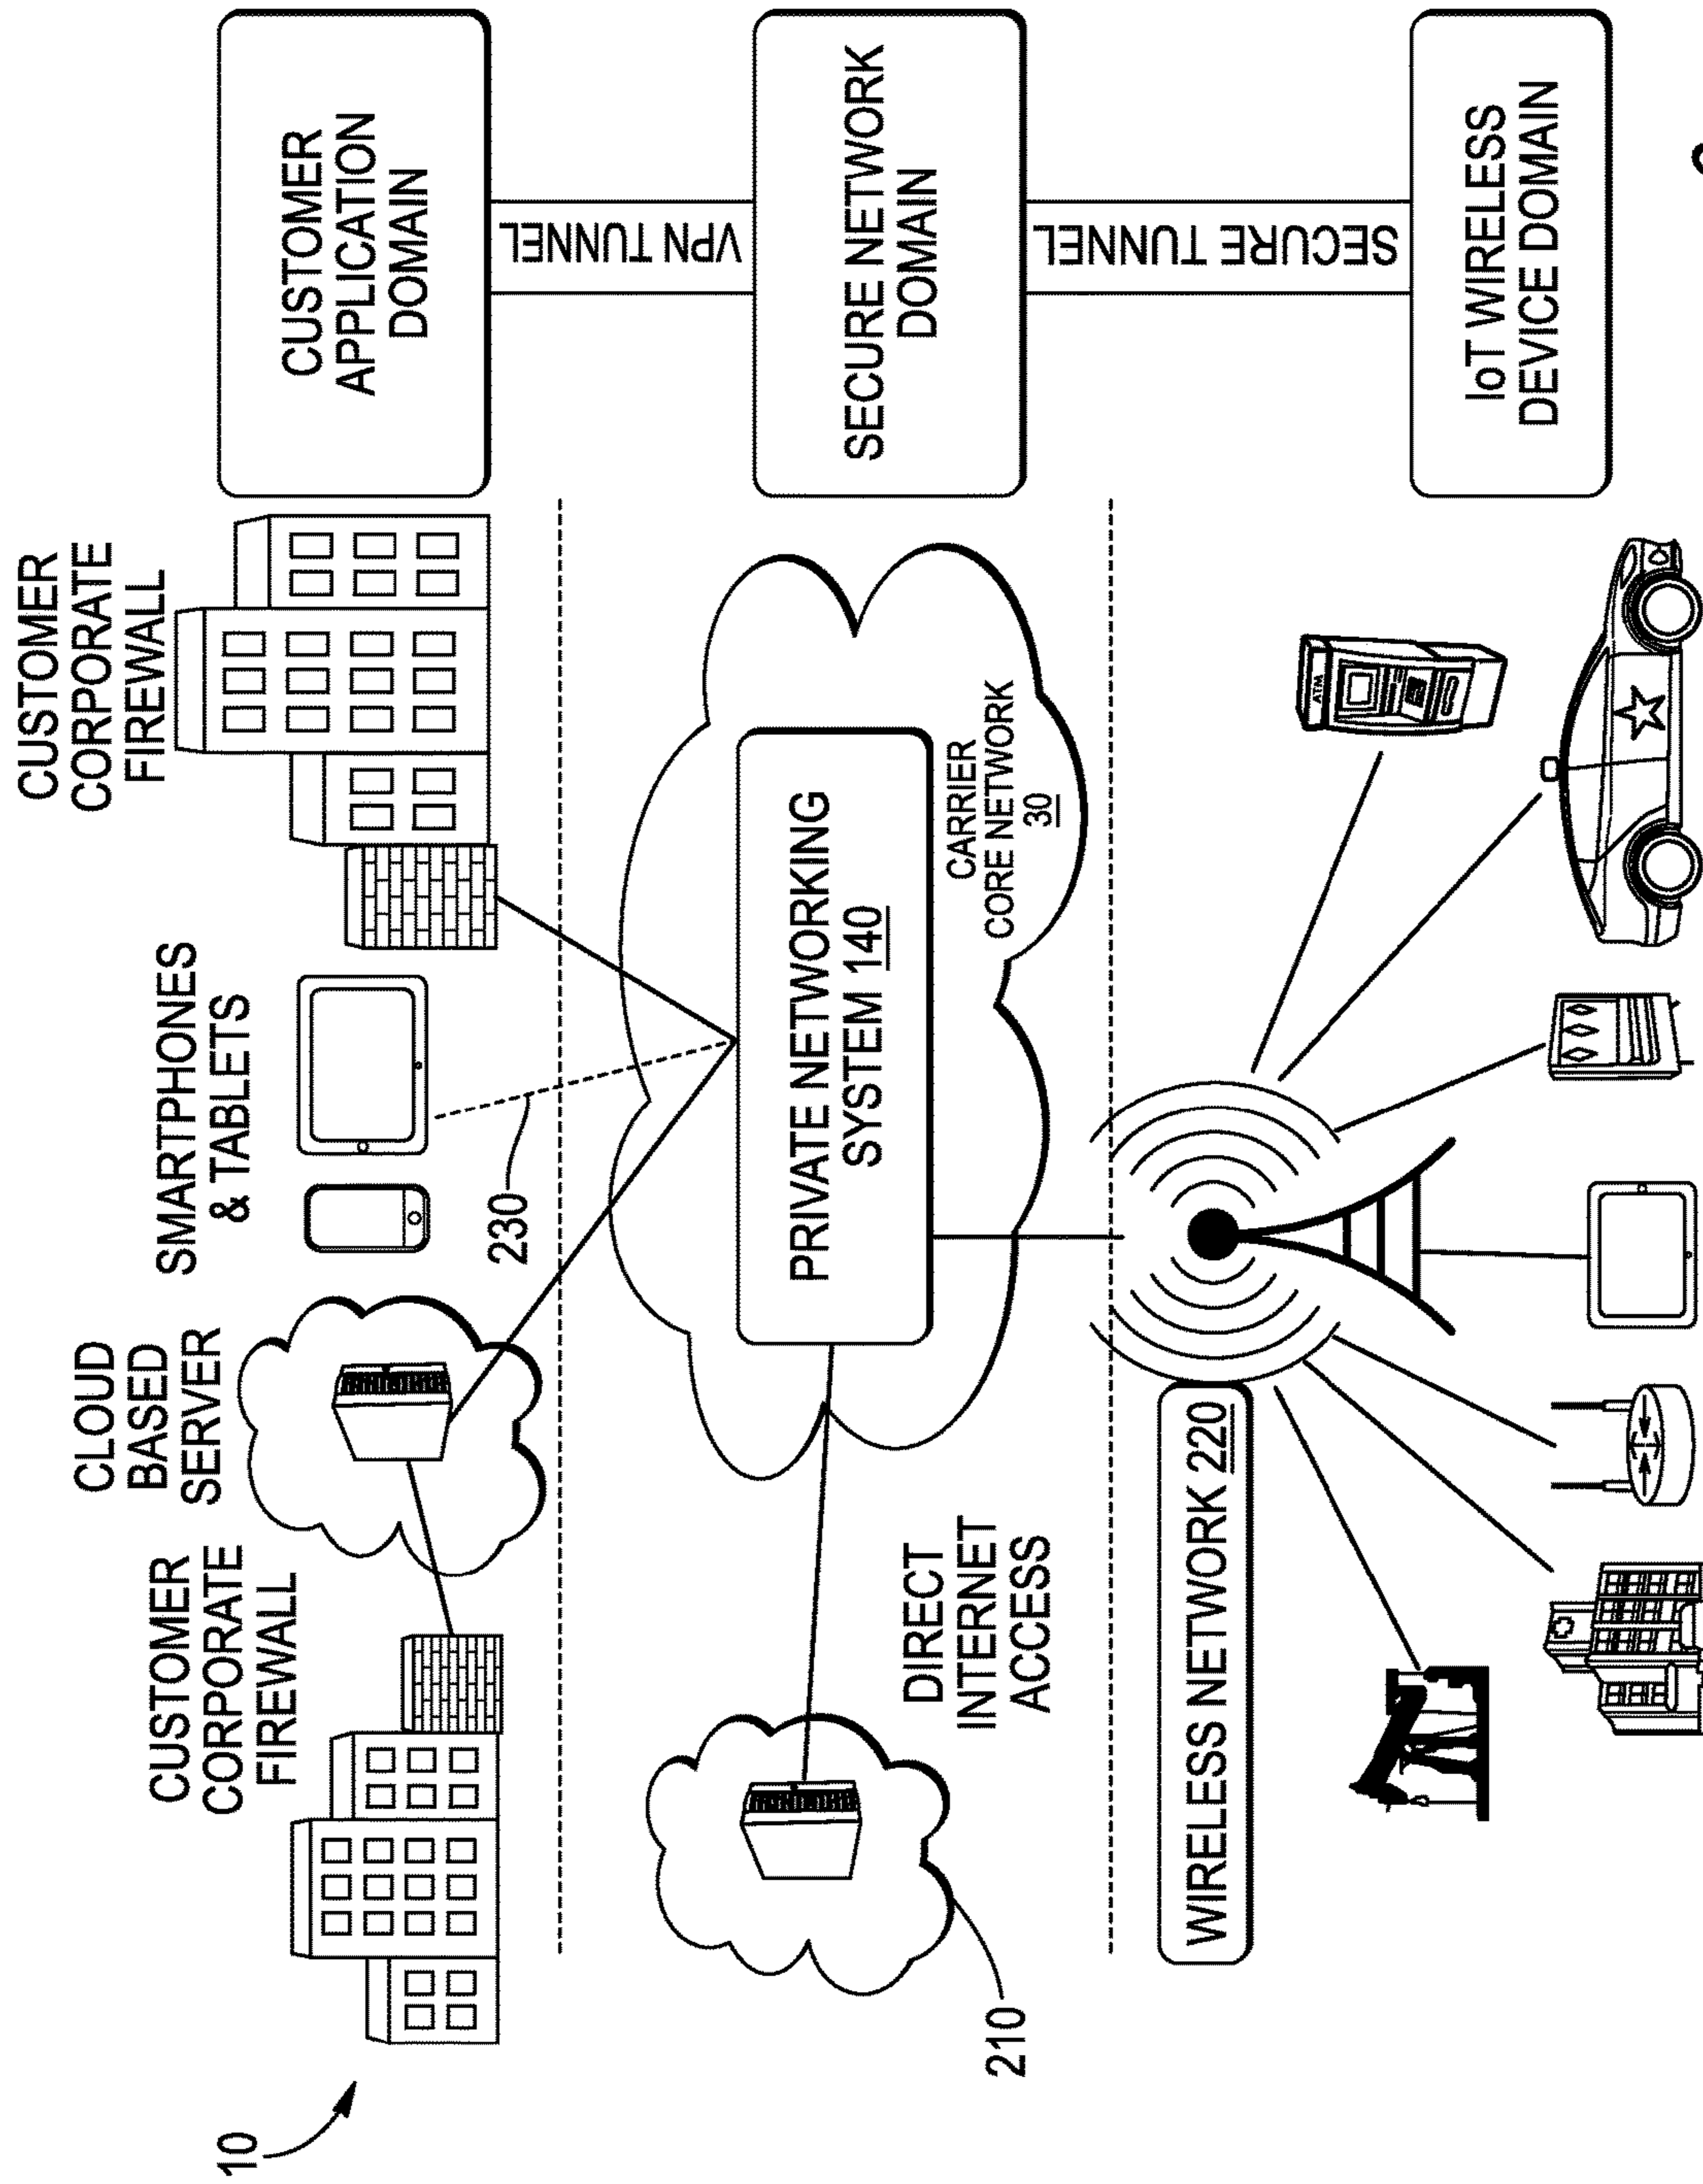 10
CUSTOMER
CORPORATE
FIREWALL
CLOUD
BASED
SERVER
SMARTPHONES
& TABLETS
CUSTOMER
CORPORATE
FIREWALL
230
CUSTOMER
APPLICATION
DOMAIN
VPN TUNNEL
210
DIRECT
INTERNET
ACCESS
PRIVATE NETWORKING
SYSTEM 140
CARRIER
CORE NETWORK
30
SECURE NETWORK
DOMAIN
SECURE TUNNEL
WIRELESS NETWORK 220
ATM
IoT WIRELESS
DEVICE DOMAIN